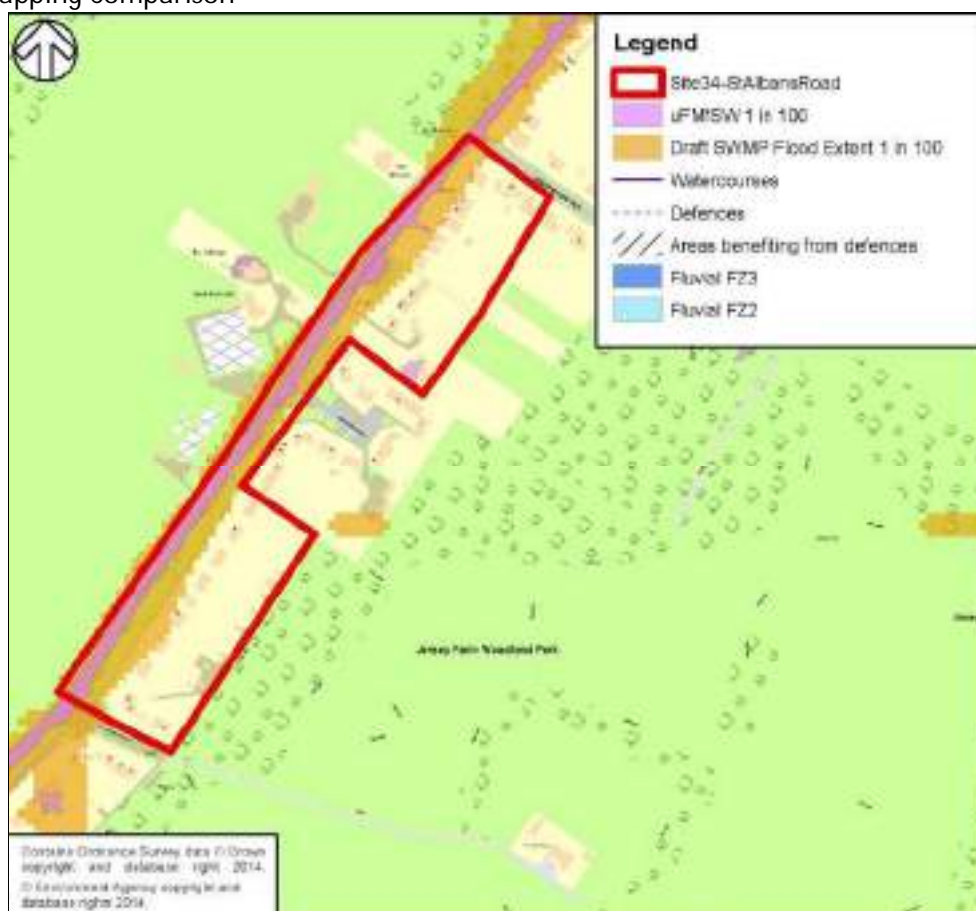 apping comparison
Legend
Site34-StAlbansRoad
uFMfSW 1 in 100
Draft SWMP Flood Extent 1 in 100
Watercourses
Defences
Areas benefiting from defences
Fluvial FZ3
Fluvial FZ2
Jersey Farm Woodland Park
Contains Ordnance Survey data © Crown
copyright and database right 2014.
© Environment Agency copyright and
database rights 2014